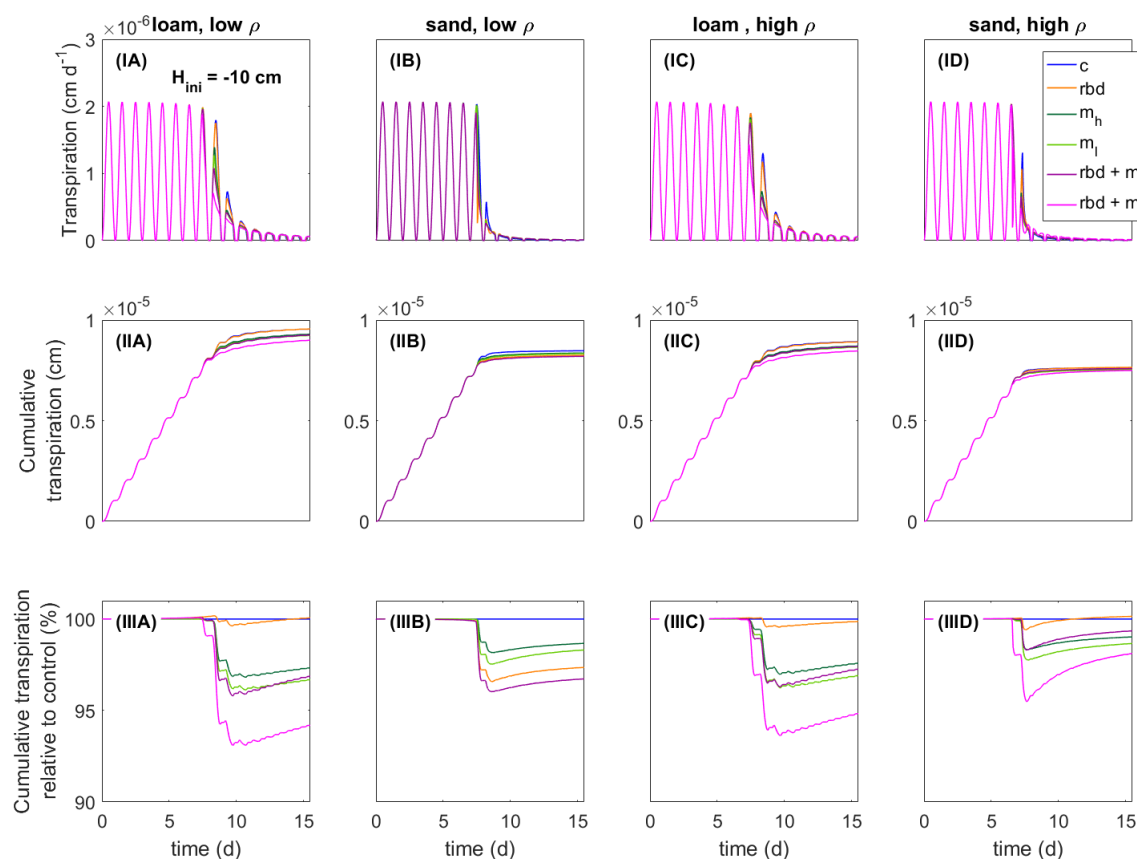 loam, low ρ
sand, low ρ
loam , high ρ
sand, high ρ
Transpiration (cm d⁻¹)
×10⁻⁶
3
2
1
0
(IA)
H_ini = -10 cm
(IB)
(IC)
(ID)
c
rbd
m_h
m_l
rbd + m
rbd + m
Cumulative
transpiration (cm)
×10⁻⁵
1
0.5
0
(IIA)
×10⁻⁵
1
0.5
0
(IIB)
×10⁻⁵
1
0.5
0
(IIC)
×10⁻⁵
1
0.5
0
(IID)
Cumulative transpiration
relative to control (%)
100
95
90
(IIIA)
(IIIB)
(IIIC)
(IIID)
0 5 10 15
0 5 10 15
0 5 10 15
0 5 10 15
time (d)
time (d)
time (d)
time (d)